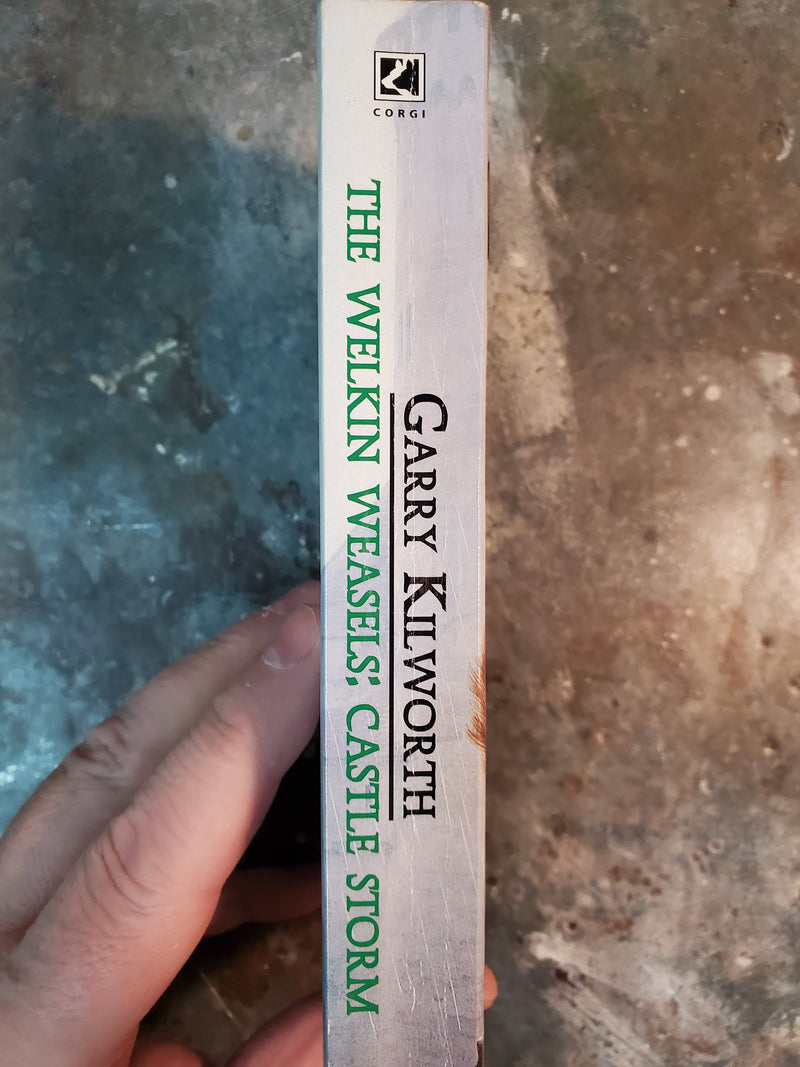 CORGI
GARRY KILWORTH
THE WELKIN WEASELS; CASTLE STORM